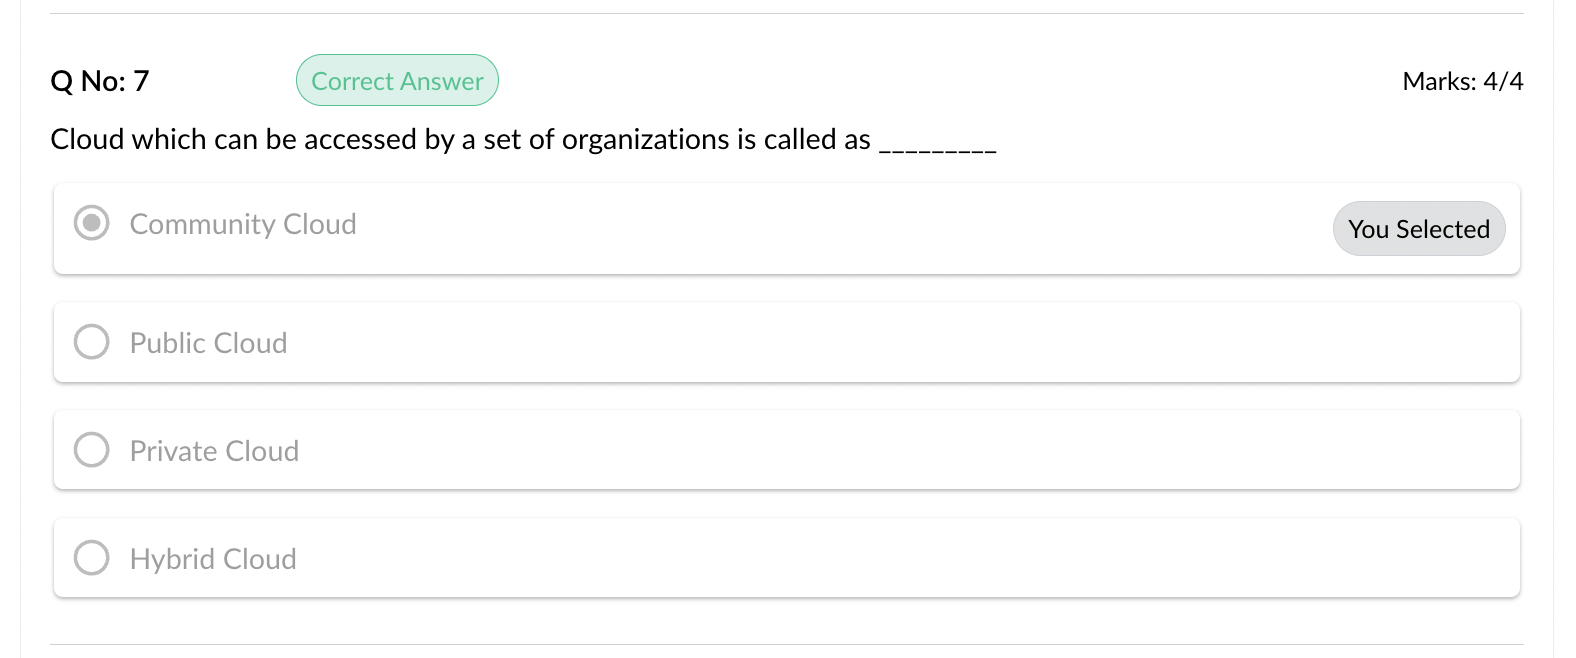 Q No: 7 Correct Answer Marks: 4/4
Cloud which can be accessed by a set of organizations is called as _________
Community Cloud You Selected
Public Cloud
Private Cloud
Hybrid Cloud